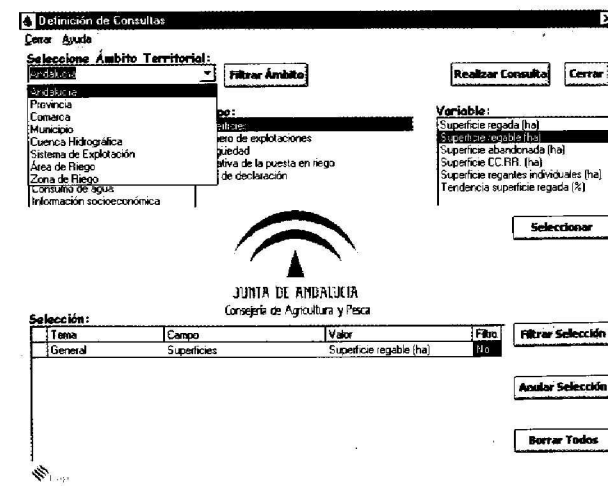 Definición de Consultas
Cerrar Ayuda
Seleccione Ámbito Territorial:
Andalucía
Filtrar Ámbito
Realizar Consulta
Cerrar
Andalucía
Provincia
Comarca
Municipio
Cuenca Hidrográfica
Sistema de Explotación
Área de Riego
Zona de Riego
Consumo de agua
Información socioeconómica
po:
ero de explotaciones
güedad
ativa de la puesta en riego
de declaración
Variable:
Superficie regada (ha)
Superficie regable (ha)
Superficie abandonada (ha)
Superficie CC.RR. (ha)
Superficie regantes individuales (ha)
Tendencia superficie regada (%)
Seleccionar
JUNTA DE ANDALUCIA
Consejería de Agricultura y Pesca
Selección:
Tema Campo Valor Filtro
General Superficies Superficie regable (ha) No
Filtrar Selección
Anular Selección
Borrar Todos